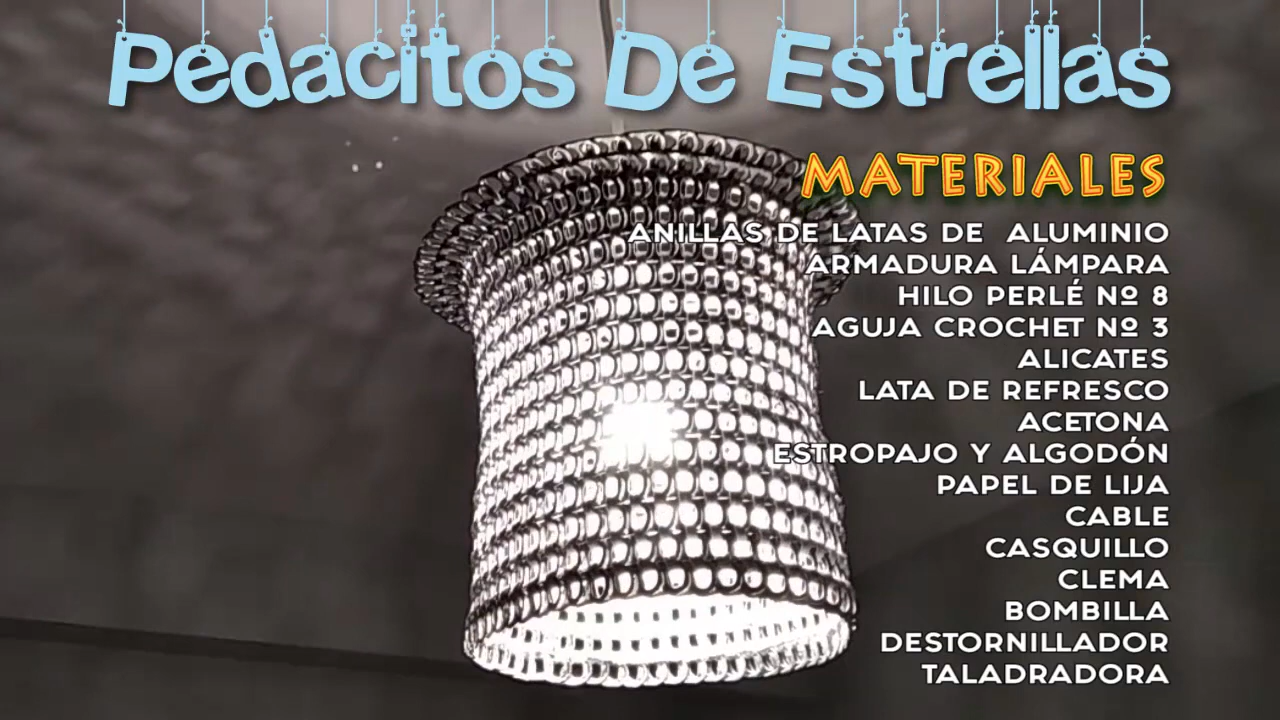 Pedacitos De Estrellas
MATERIALES
ANILLAS DE LATAS DE ALUMINIO
ARMADURA LÁMPARA
HILO PERLÉ Nº 8
AGUJA CROCHET Nº 3
ALICATES
LATA DE REFRESCO
ACETONA
ESTROPAJO Y ALGODÓN
PAPEL DE LIJA
CABLE
CASQUILLO
CLEMA
BOMBILLA
DESTORNILLADOR
TALADRADORA